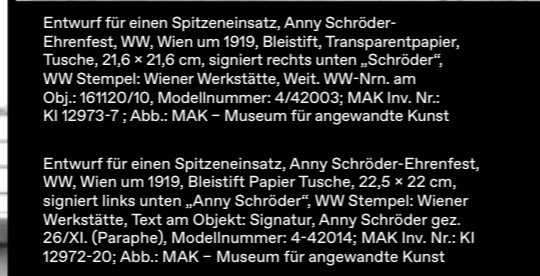 Entwurf für einen Spitzeneinsatz, Anny Schröder-
Ehrenfest, WW, Wien um 1919, Bleistift, Transparentpapier,
Tusche, 21,6 × 21,6 cm, signiert rechts unten „Schröder“,
WW Stempel: Wiener Werkstätte, Weit. WW-Nrn. am
Obj.: 161120/10, Modellnummer: 4/42003; MAK Inv. Nr.:
KI 12973-7 ; Abb.: MAK – Museum für angewandte Kunst
Entwurf für einen Spitzeneinsatz, Anny Schröder-Ehrenfest,
WW, Wien um 1919, Bleistift Papier Tusche, 22,5 × 22 cm,
signiert links unten „Anny Schröder“, WW Stempel: Wiener
Werkstätte, Text am Objekt: Signatur, Anny Schröder gez.
26/XI. (Paraphe), Modellnummer: 4-42014; MAK Inv. Nr.: KI
12972-20; Abb.: MAK – Museum für angewandte Kunst